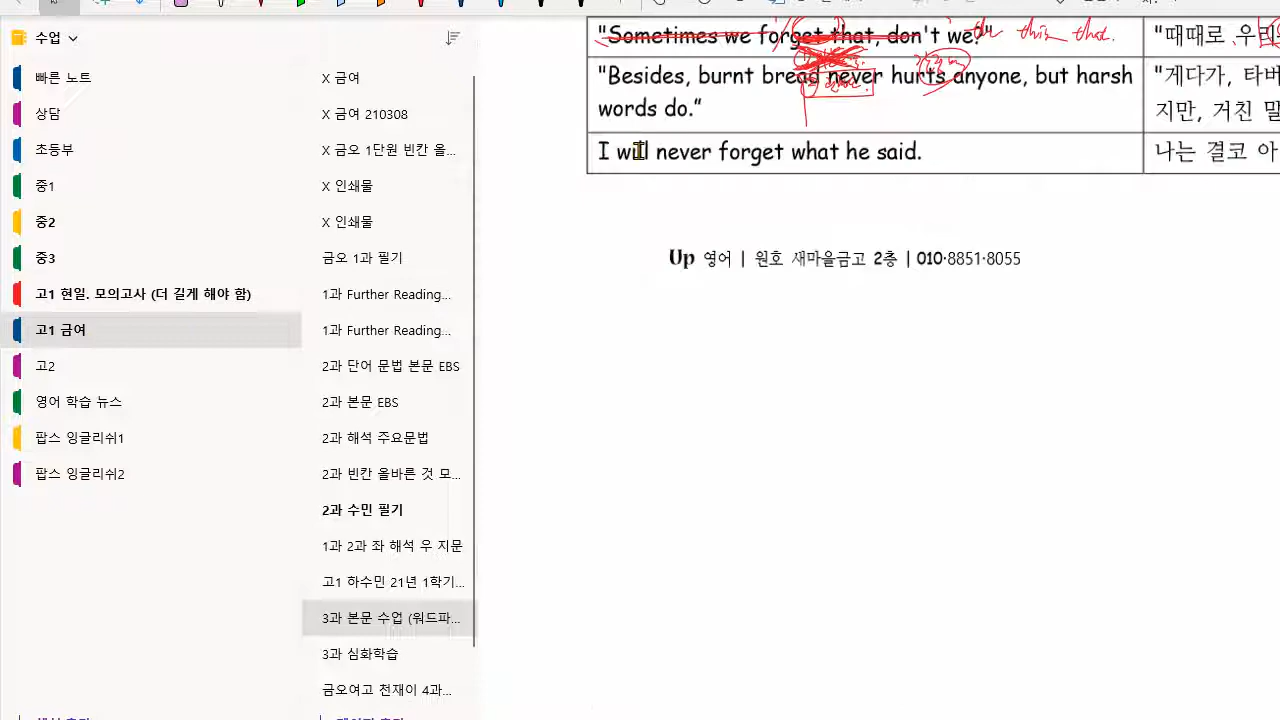 수업
빠른 노트
상담
초등부
중1
중2
중3
고1 현일. 모의고사 (더 길게 해야 함)
고1 금여
고2
영어 학습 뉴스
팝스 잉글리쉬1
팝스 잉글리쉬2
X 금여
X 금여 210308
X 금오 1단원 빈칸 올...
X 인쇄물
X 인쇄물
금오 1과 필기
1과 Further Reading...
1과 Further Reading...
2과 단어 문법 본문 EBS
2과 본문 EBS
2과 해석 주요문법
2과 빈칸 올바른 것 모...
2과 수민 필기
1과 2과 좌 해석 우 지문
고1 하수민 21년 1학기...
3과 본문 수업 (워드파...
3과 심화학습
금오여고 천재이 4과...
"Sometimes we forget that, don't we?"
do this that.
"때때로, 우리
"Besides, burnt bread never hurts anyone, but harsh
words do."
"게다가, 타버
지만, 거친 말
I will never forget what he said.
나는 결코 아
Up 영어 | 원호 새마을금고 2층 | 010·8851·8055